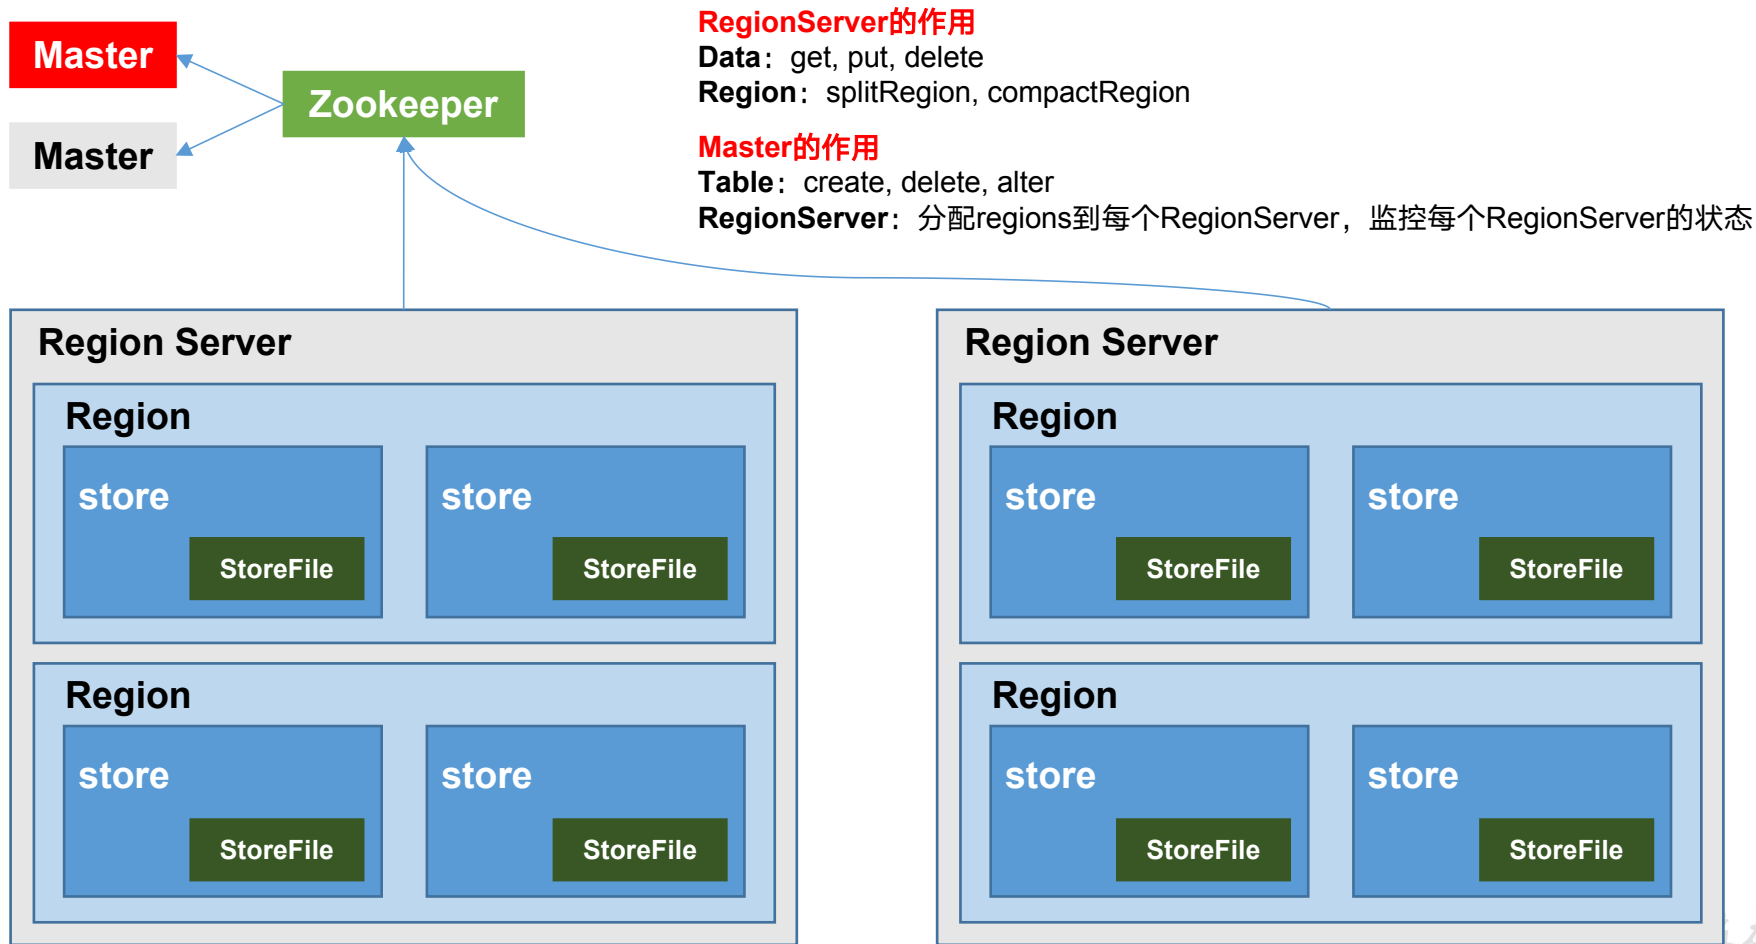 Master
Zookeeper
Master
RegionServer的作用
Data：get, put, delete
Region：splitRegion, compactRegion
Master的作用
Table：create, delete, alter
RegionServer：分配regions到每个RegionServer，监控每个RegionServer的状态
Region Server
Region
store
StoreFile
store
StoreFile
Region
store
StoreFile
store
StoreFile
Region Server
Region
store
StoreFile
store
StoreFile
Region
store
StoreFile
store
StoreFile